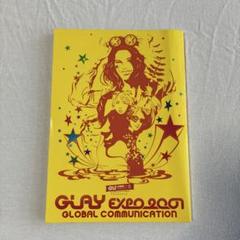 GLAY EXPO 2001
GLOBAL COMMUNICATION